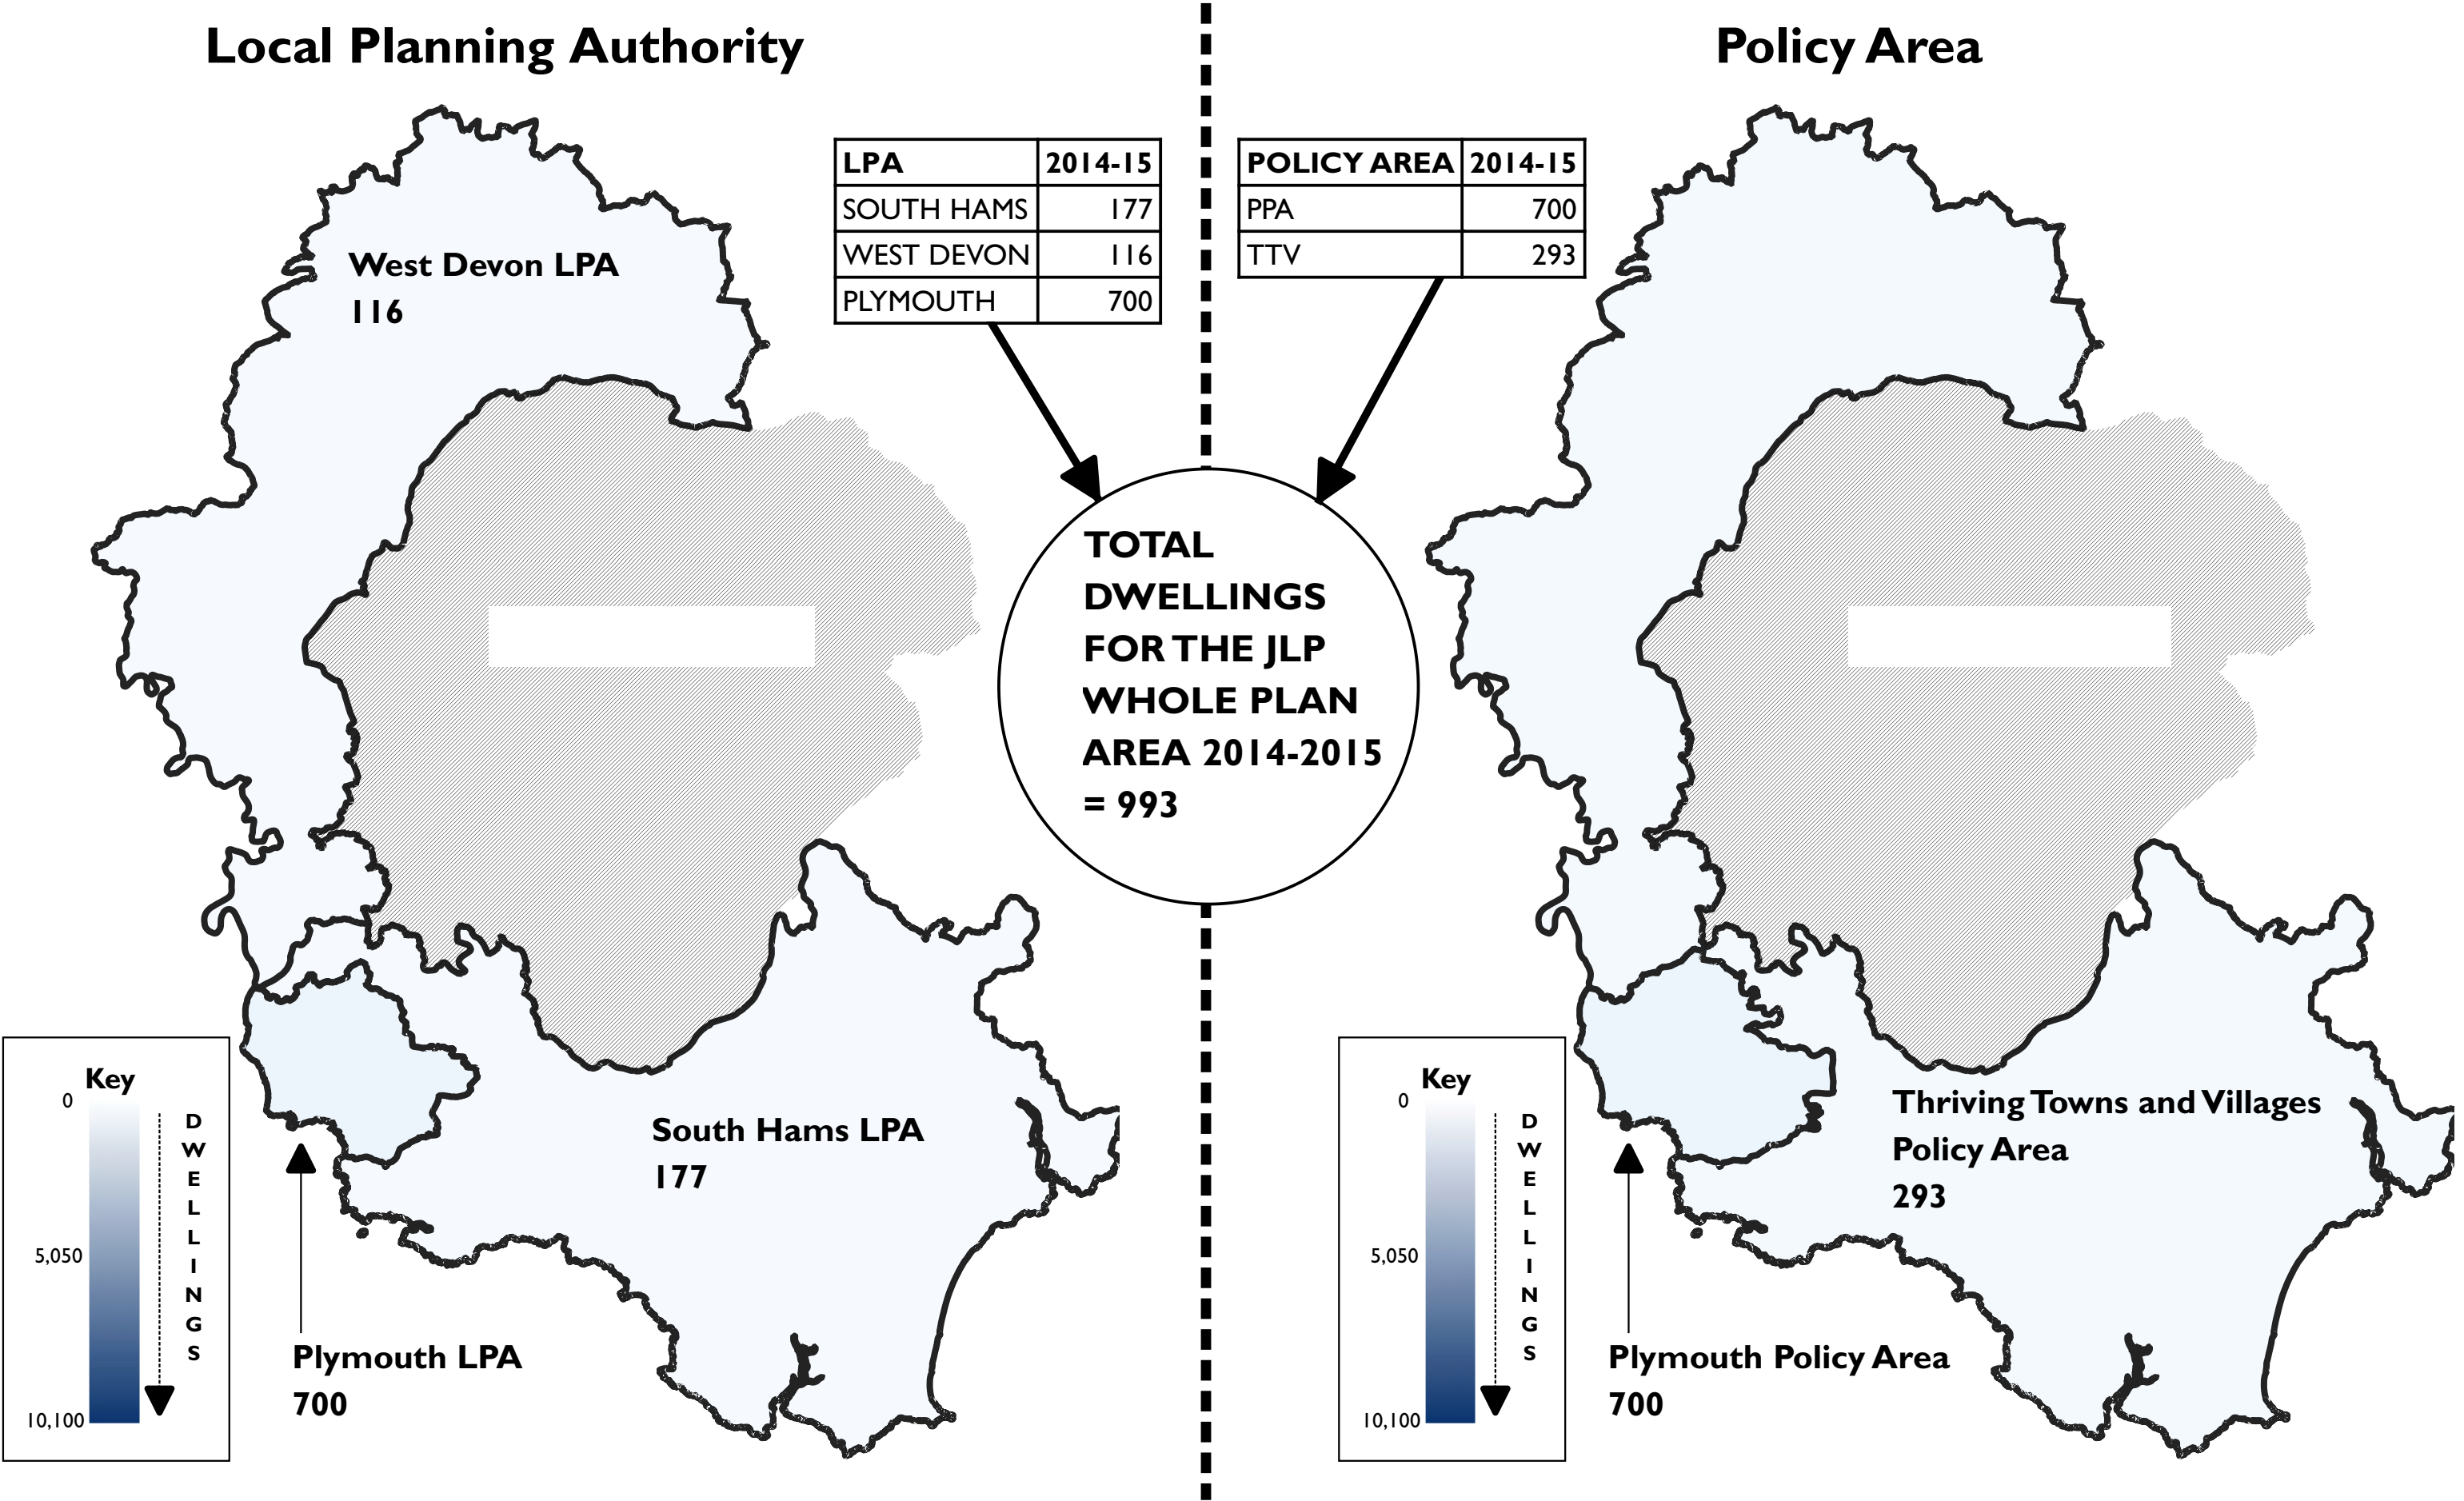 Local Planning Authority
LPA 2014-15
SOUTH HAMS 177
WEST DEVON 116
PLYMOUTH 700
West Devon LPA
116
South Hams LPA
177
Plymouth LPA
700
Key
0
5,050
10,100
DWELLINGS
TOTAL
DWELLINGS
FOR THE JLP
WHOLE PLAN
AREA 2014-2015
= 993
Policy Area
POLICY AREA 2014-15
PPA 700
TTV 293
Thriving Towns and Villages
Policy Area
293
Plymouth Policy Area
700
Key
0
5,050
10,100
DWELLINGS